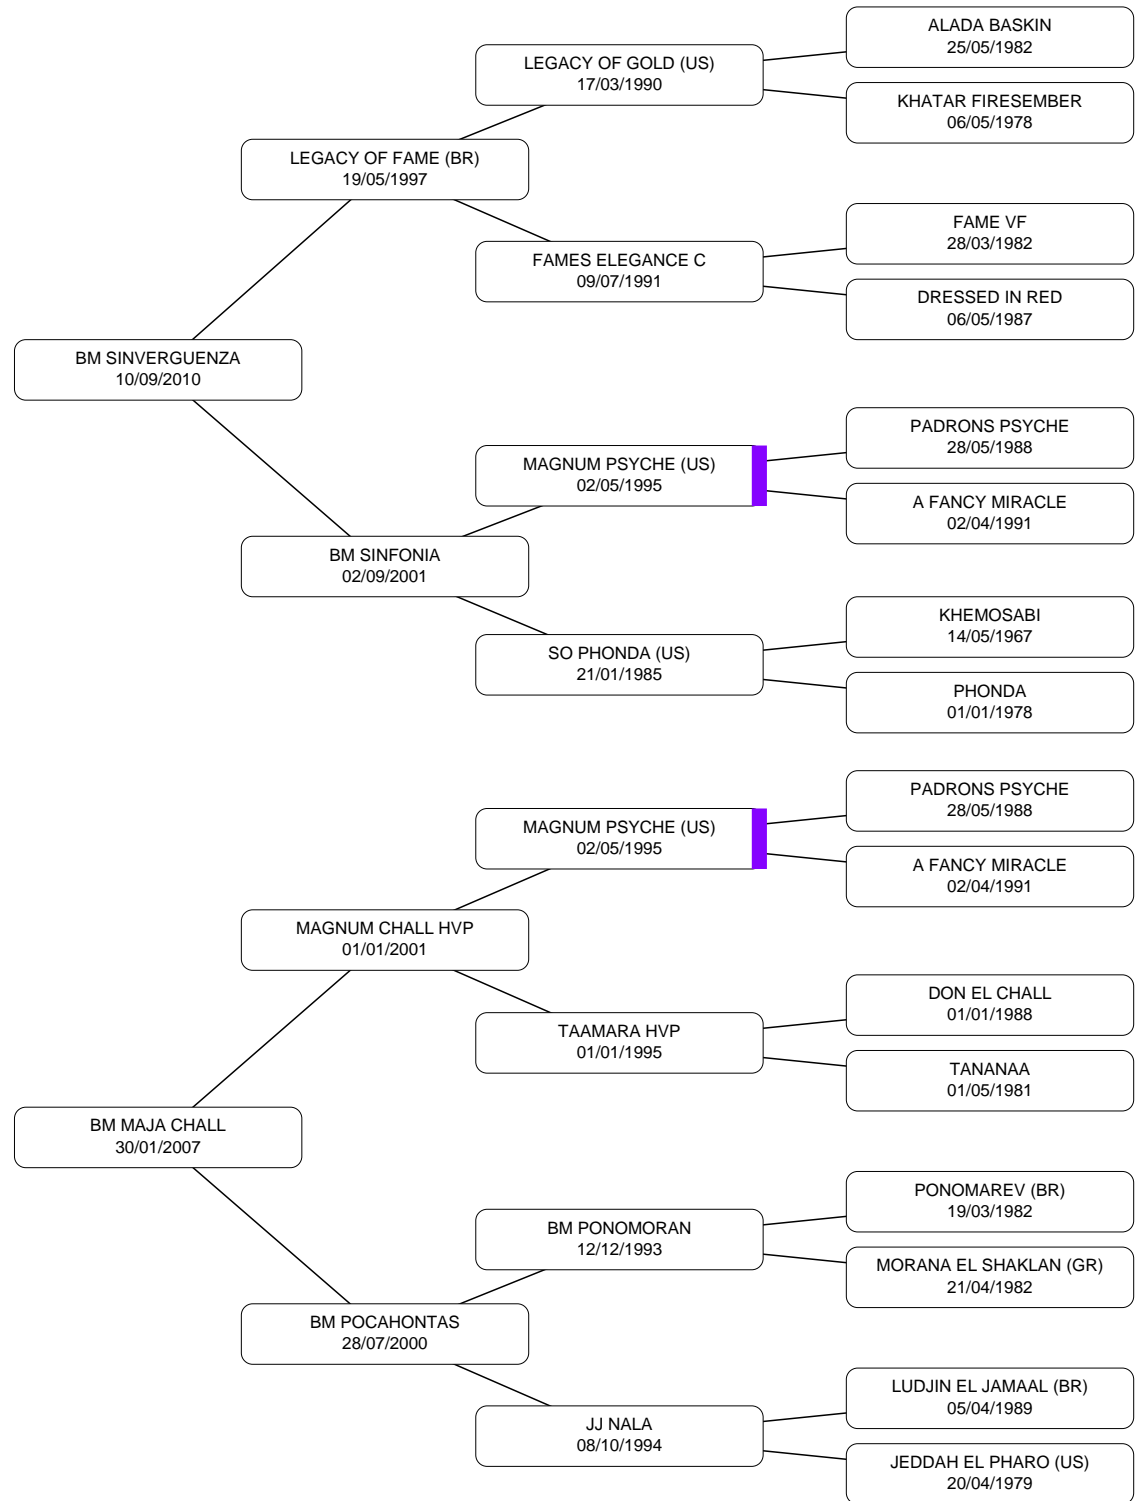 ALADA BASKIN
25/05/1982
LEGACY OF GOLD (US)
17/03/1990
KHATAR FIRESEMBER
06/05/1978
LEGACY OF FAME (BR)
19/05/1997
FAME VF
28/03/1982
FAMES ELEGANCE C
09/07/1991
DRESSED IN RED
06/05/1987
BM SINVERGUENZA
10/09/2010
PADRONS PSYCHE
28/05/1988
MAGNUM PSYCHE (US)
02/05/1995
A FANCY MIRACLE
02/04/1991
BM SINFONIA
02/09/2001
KHEMOSABI
14/05/1967
SO PHONDA (US)
21/01/1985
PHONDA
01/01/1978
PADRONS PSYCHE
28/05/1988
MAGNUM PSYCHE (US)
02/05/1995
A FANCY MIRACLE
02/04/1991
MAGNUM CHALL HVP
01/01/2001
DON EL CHALL
01/01/1988
TAAMARA HVP
01/01/1995
TANANAA
01/05/1981
BM MAJA CHALL
30/01/2007
PONOMAREV (BR)
19/03/1982
BM PONOMORAN
12/12/1993
MORANA EL SHAKLAN (GR)
21/04/1982
BM POCAHONTAS
28/07/2000
LUDJIN EL JAMAAL (BR)
05/04/1989
JJ NALA
08/10/1994
JEDDAH EL PHARO (US)
20/04/1979